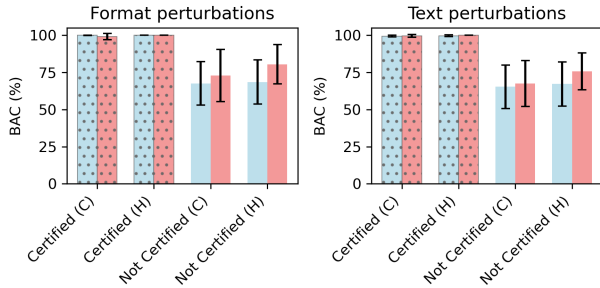 Format perturbations
BAC (%)
100
75
50
25
0
Certified (C)
Certified (H)
Not Certified (C)
Not Certified (H)
Text perturbations
BAC (%)
100
75
50
25
0
Certified (C)
Certified (H)
Not Certified (C)
Not Certified (H)